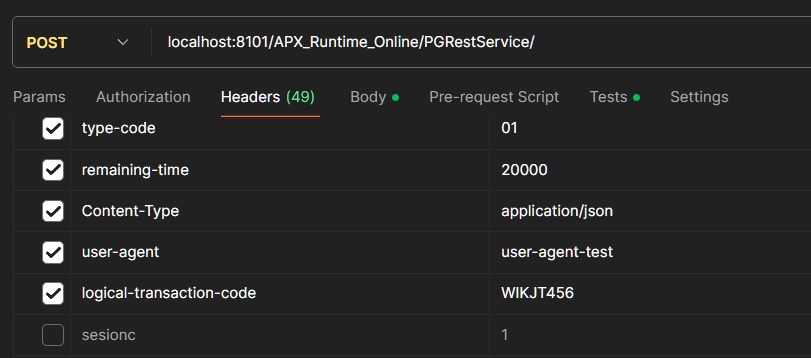 POST localhost:8101/APX_Runtime_Online/PGRestService/
Params Authorization Headers (49) Body Pre-request Script Tests Settings
type-code 01
remaining-time 20000
Content-Type application/json
user-agent user-agent-test
logical-transaction-code WIKJT456
sesionc 1